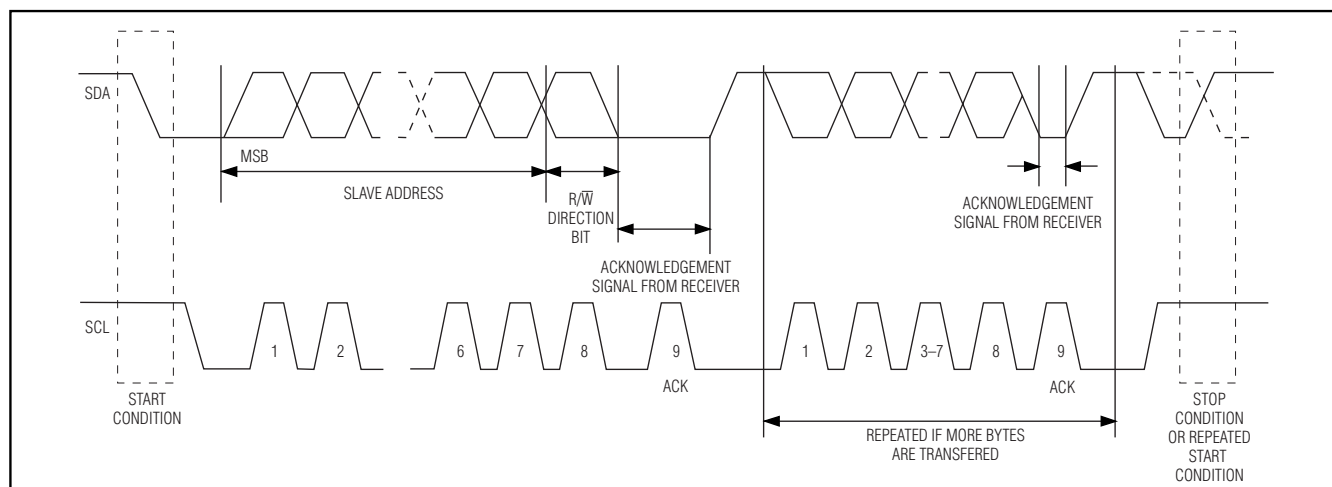 SDA
MSB
SLAVE ADDRESS
R/W̅
DIRECTION
BIT
ACKNOWLEDGEMENT
SIGNAL FROM RECEIVER
ACKNOWLEDGEMENT
SIGNAL FROM RECEIVER
SCL
1 2 6 7 8 9 1 2 3–7 8 9
ACK ACK
START
CONDITION
REPEATED IF MORE BYTES
ARE TRANSFERED
STOP
CONDITION
OR REPEATED
START
CONDITION